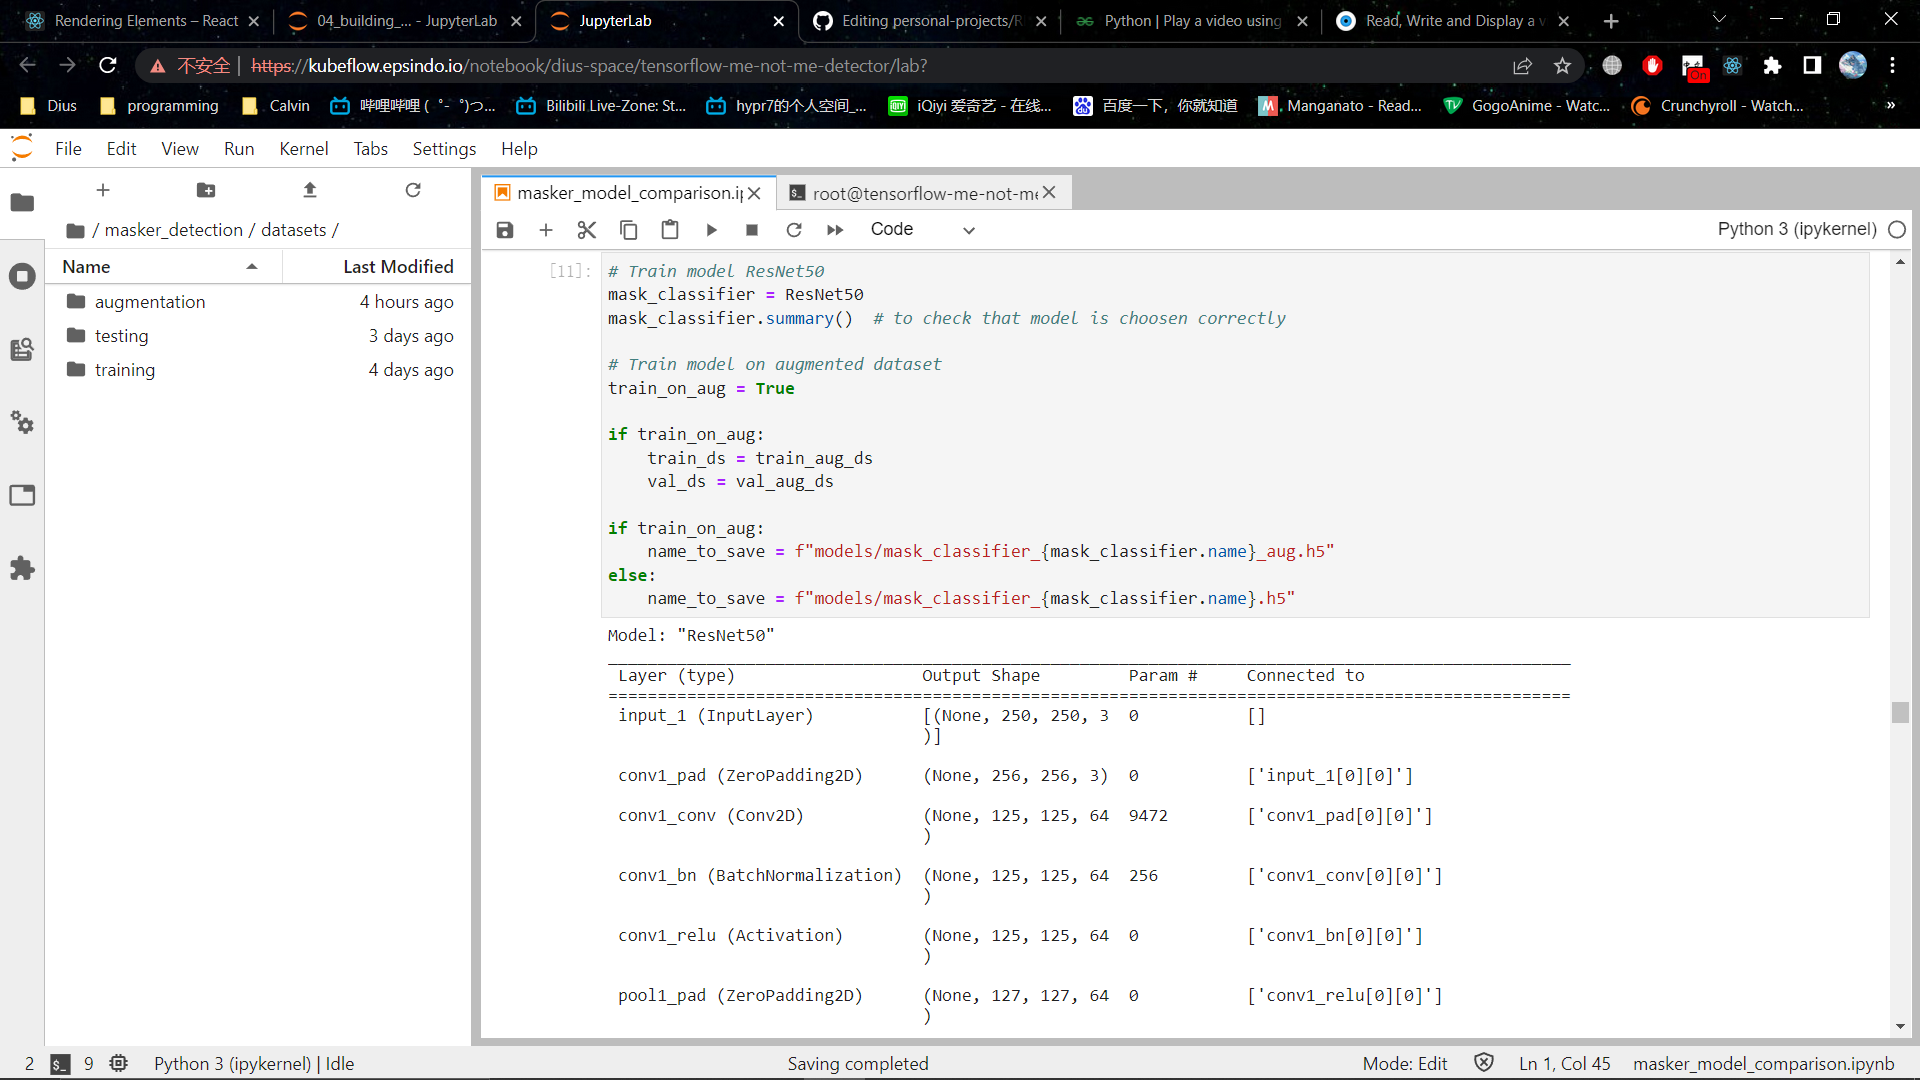 Rendering Elements – React
04_building_... - JupyterLab
JupyterLab
Editing personal-projects/R
Python | Play a video using
Read, Write and Display a v
不安全 | https://kubeflow.epsindo.io/notebook/dius-space/tensorflow-me-not-me-detector/lab?
On
Dius
programming
Calvin
哔哩哔哩 ( ゜- ゜)つ...
Bilibili Live-Zone: St...
hypr7的个人空间_...
iQiyi 爱奇艺 - 在线...
百度一下，你就知道
Manganato - Read...
GogoAnime - Watc...
Crunchyroll - Watch...
»
File Edit View Run Kernel Tabs Settings Help
/ masker_detection / datasets /
Name Last Modified
augmentation 4 hours ago
testing 3 days ago
training 4 days ago
masker_model_comparison.ip
root@tensorflow-me-not-me
Code
Python 3 (ipykernel)
[11]: # Train model ResNet50
mask_classifier = ResNet50
mask_classifier.summary()  # to check that model is choosen correctly
# Train model on augmented dataset
train_on_aug = True
if train_on_aug:
    train_ds = train_aug_ds
    val_ds = val_aug_ds
if train_on_aug:
    name_to_save = f"models/mask_classifier_{mask_classifier.name}_aug.h5"
else:
    name_to_save = f"models/mask_classifier_{mask_classifier.name}.h5"
Model: "ResNet50"
Layer (type) Output Shape Param # Connected to
input_1 (InputLayer) [(None, 250, 250, 3 0 []
)]
conv1_pad (ZeroPadding2D) (None, 256, 256, 3) 0 ['input_1[0][0]']
conv1_conv (Conv2D) (None, 125, 125, 64 9472 ['conv1_pad[0][0]']
)
conv1_bn (BatchNormalization) (None, 125, 125, 64 256 ['conv1_conv[0][0]']
)
conv1_relu (Activation) (None, 125, 125, 64 0 ['conv1_bn[0][0]']
)
pool1_pad (ZeroPadding2D) (None, 127, 127, 64 0 ['conv1_relu[0][0]']
)
2 $_ 9 Python 3 (ipykernel) | Idle Saving completed Mode: Edit Ln 1, Col 45 masker_model_comparison.ipynb